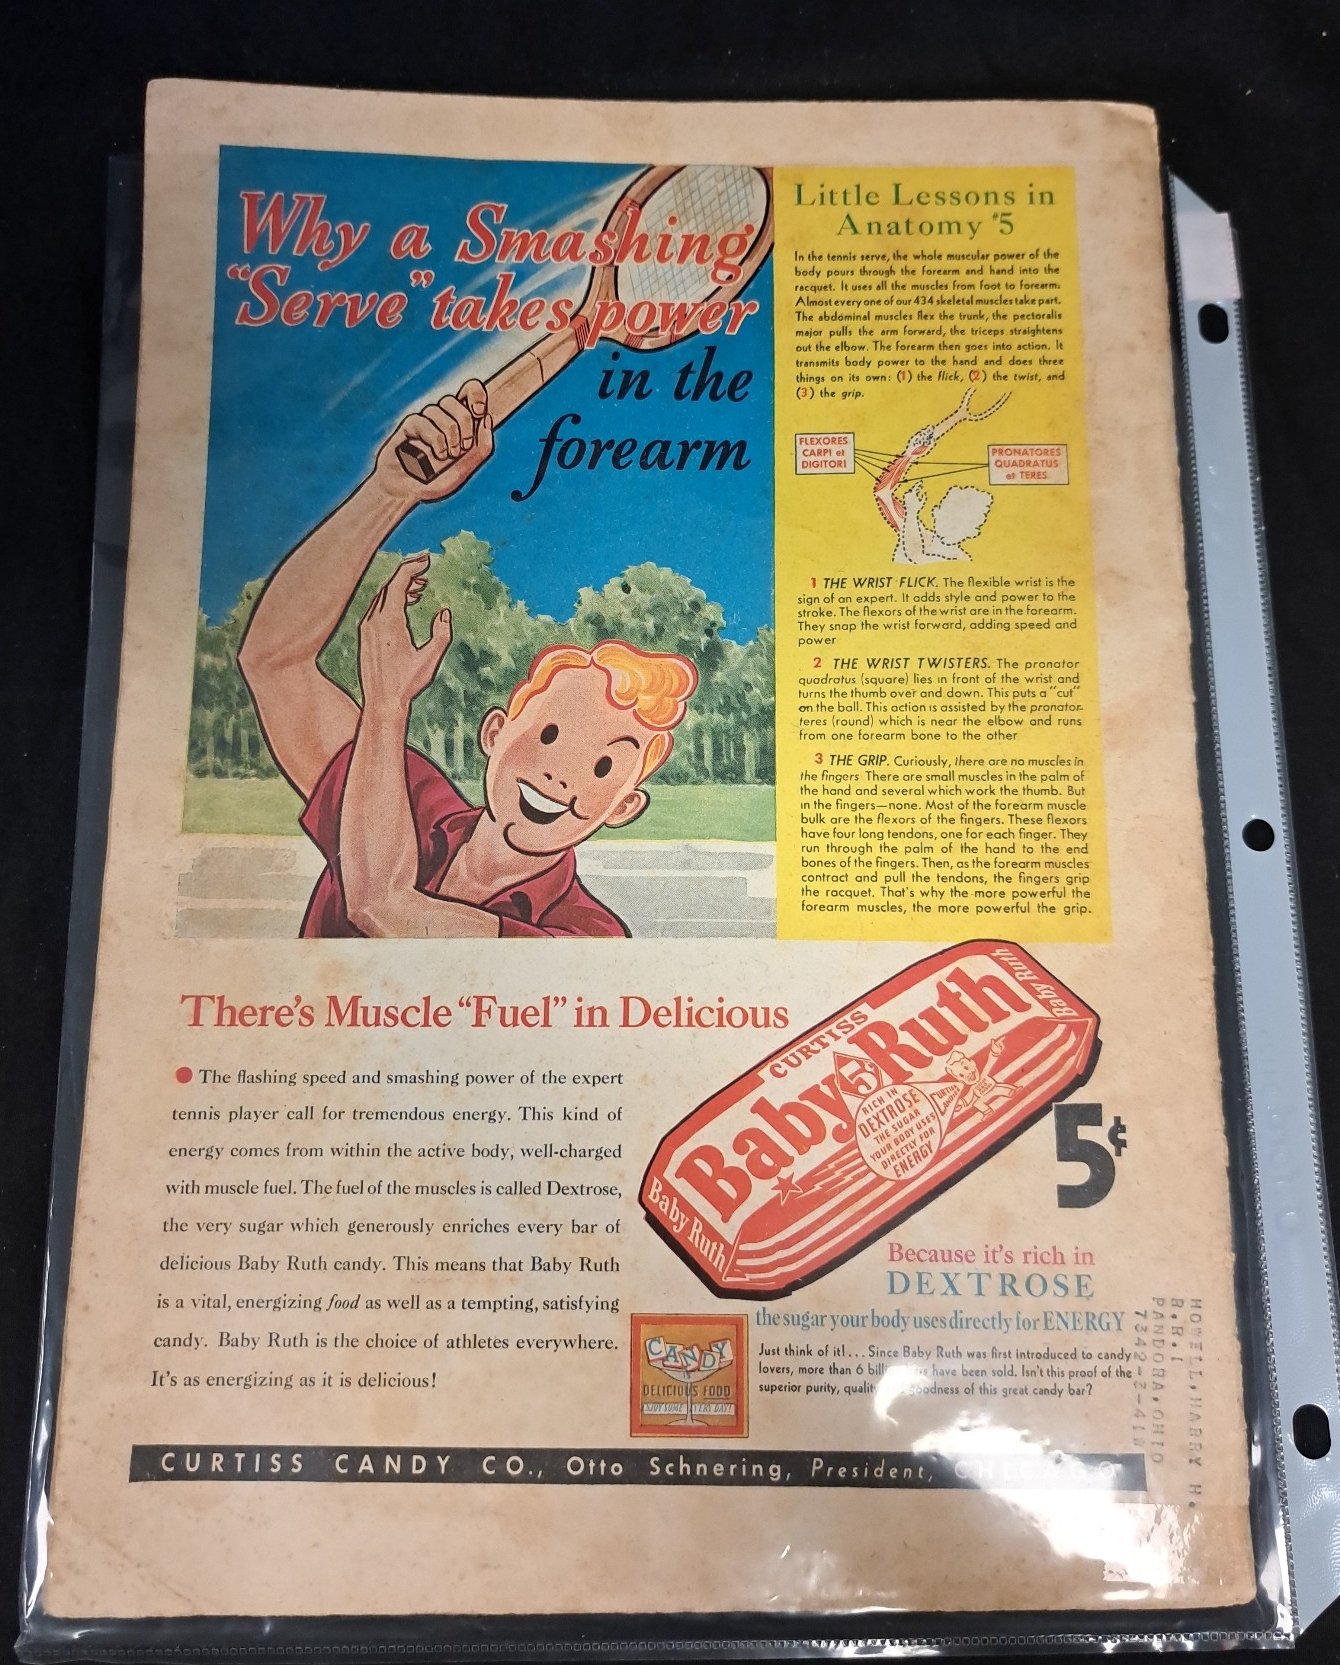 Why a Smashing
"Serve" takes power
in the
forearm
Little Lessons in
Anatomy #5
In the tennis serve, the whole muscular power of the
body pours through the forearm and hand into the
racquet. It uses all the muscles from foot to forearm.
Almost every one of our 434 skeletal muscles take part.
The abdominal muscles flex the trunk, the pectoralis
major pulls the arm forward, the triceps straightens
out the elbow. The forearm then goes into action. It
transmits body power to the hand and does three
things on its own: (1) the flick, (2) the twist, and
(3) the grip.
FLEXORES
CARPI et
DIGITORI
PRONATORES
QUADRATUS
et TERES
1 THE WRIST FLICK. The flexible wrist is the
sign of an expert. It adds style and power to the
stroke. The flexors of the wrist are in the forearm.
They snap the wrist forward, adding speed and
power
2 THE WRIST TWISTERS. The pronator
quadratus (square) lies in front of the wrist and
turns the thumb over and down. This puts a "cut"
on the ball. This action is assisted by the pronator
teres (round) which is near the elbow and runs
from one forearm bone to the other
3 THE GRIP. Curiously, there are no muscles in
the fingers There are small muscles in the palm of
the hand and several which work the thumb. But
in the fingers—none. Most of the forearm muscle
bulk are the flexors of the fingers. These flexors
have four long tendons, one for each finger. They
run through the palm of the hand to the end
bones of the fingers. Then, as the forearm muscles
contract and pull the tendons, the fingers grip
the racquet. That's why the more powerful the
forearm muscles, the more powerful the grip.
There's Muscle "Fuel" in Delicious
● The flashing speed and smashing power of the expert
tennis player call for tremendous energy. This kind of
energy comes from within the active body, well-charged
with muscle fuel. The fuel of the muscles is called Dextrose,
the very sugar which generously enriches every bar of
delicious Baby Ruth candy. This means that Baby Ruth
is a vital, energizing food as well as a tempting, satisfying
candy. Baby Ruth is the choice of athletes everywhere.
It's as energizing as it is delicious!
CURTISS
Baby Ruth
5¢
RICH IN
DEXTROSE
THE SUGAR
YOUR BODY USES
DIRECTLY FOR
ENERGY
CURTISS
Baby Ruth
Baby Ruth
5¢
Because it's rich in
DEXTROSE
the sugar your body uses directly for ENERGY
Just think of it! . . . Since Baby Ruth was first introduced to candy
lovers, more than 6 have been sold. Isn't this proof of the
superior purity, goodness of this great candy bar?
CANDY
DELICIOUS FOOD
ENJOY SOME EVERY DAY!
HOWELL,HARRY H.
R.R.1
PANDORA,OHIO
CURTISS CANDY CO., Otto Schnering, President, CHICAGO